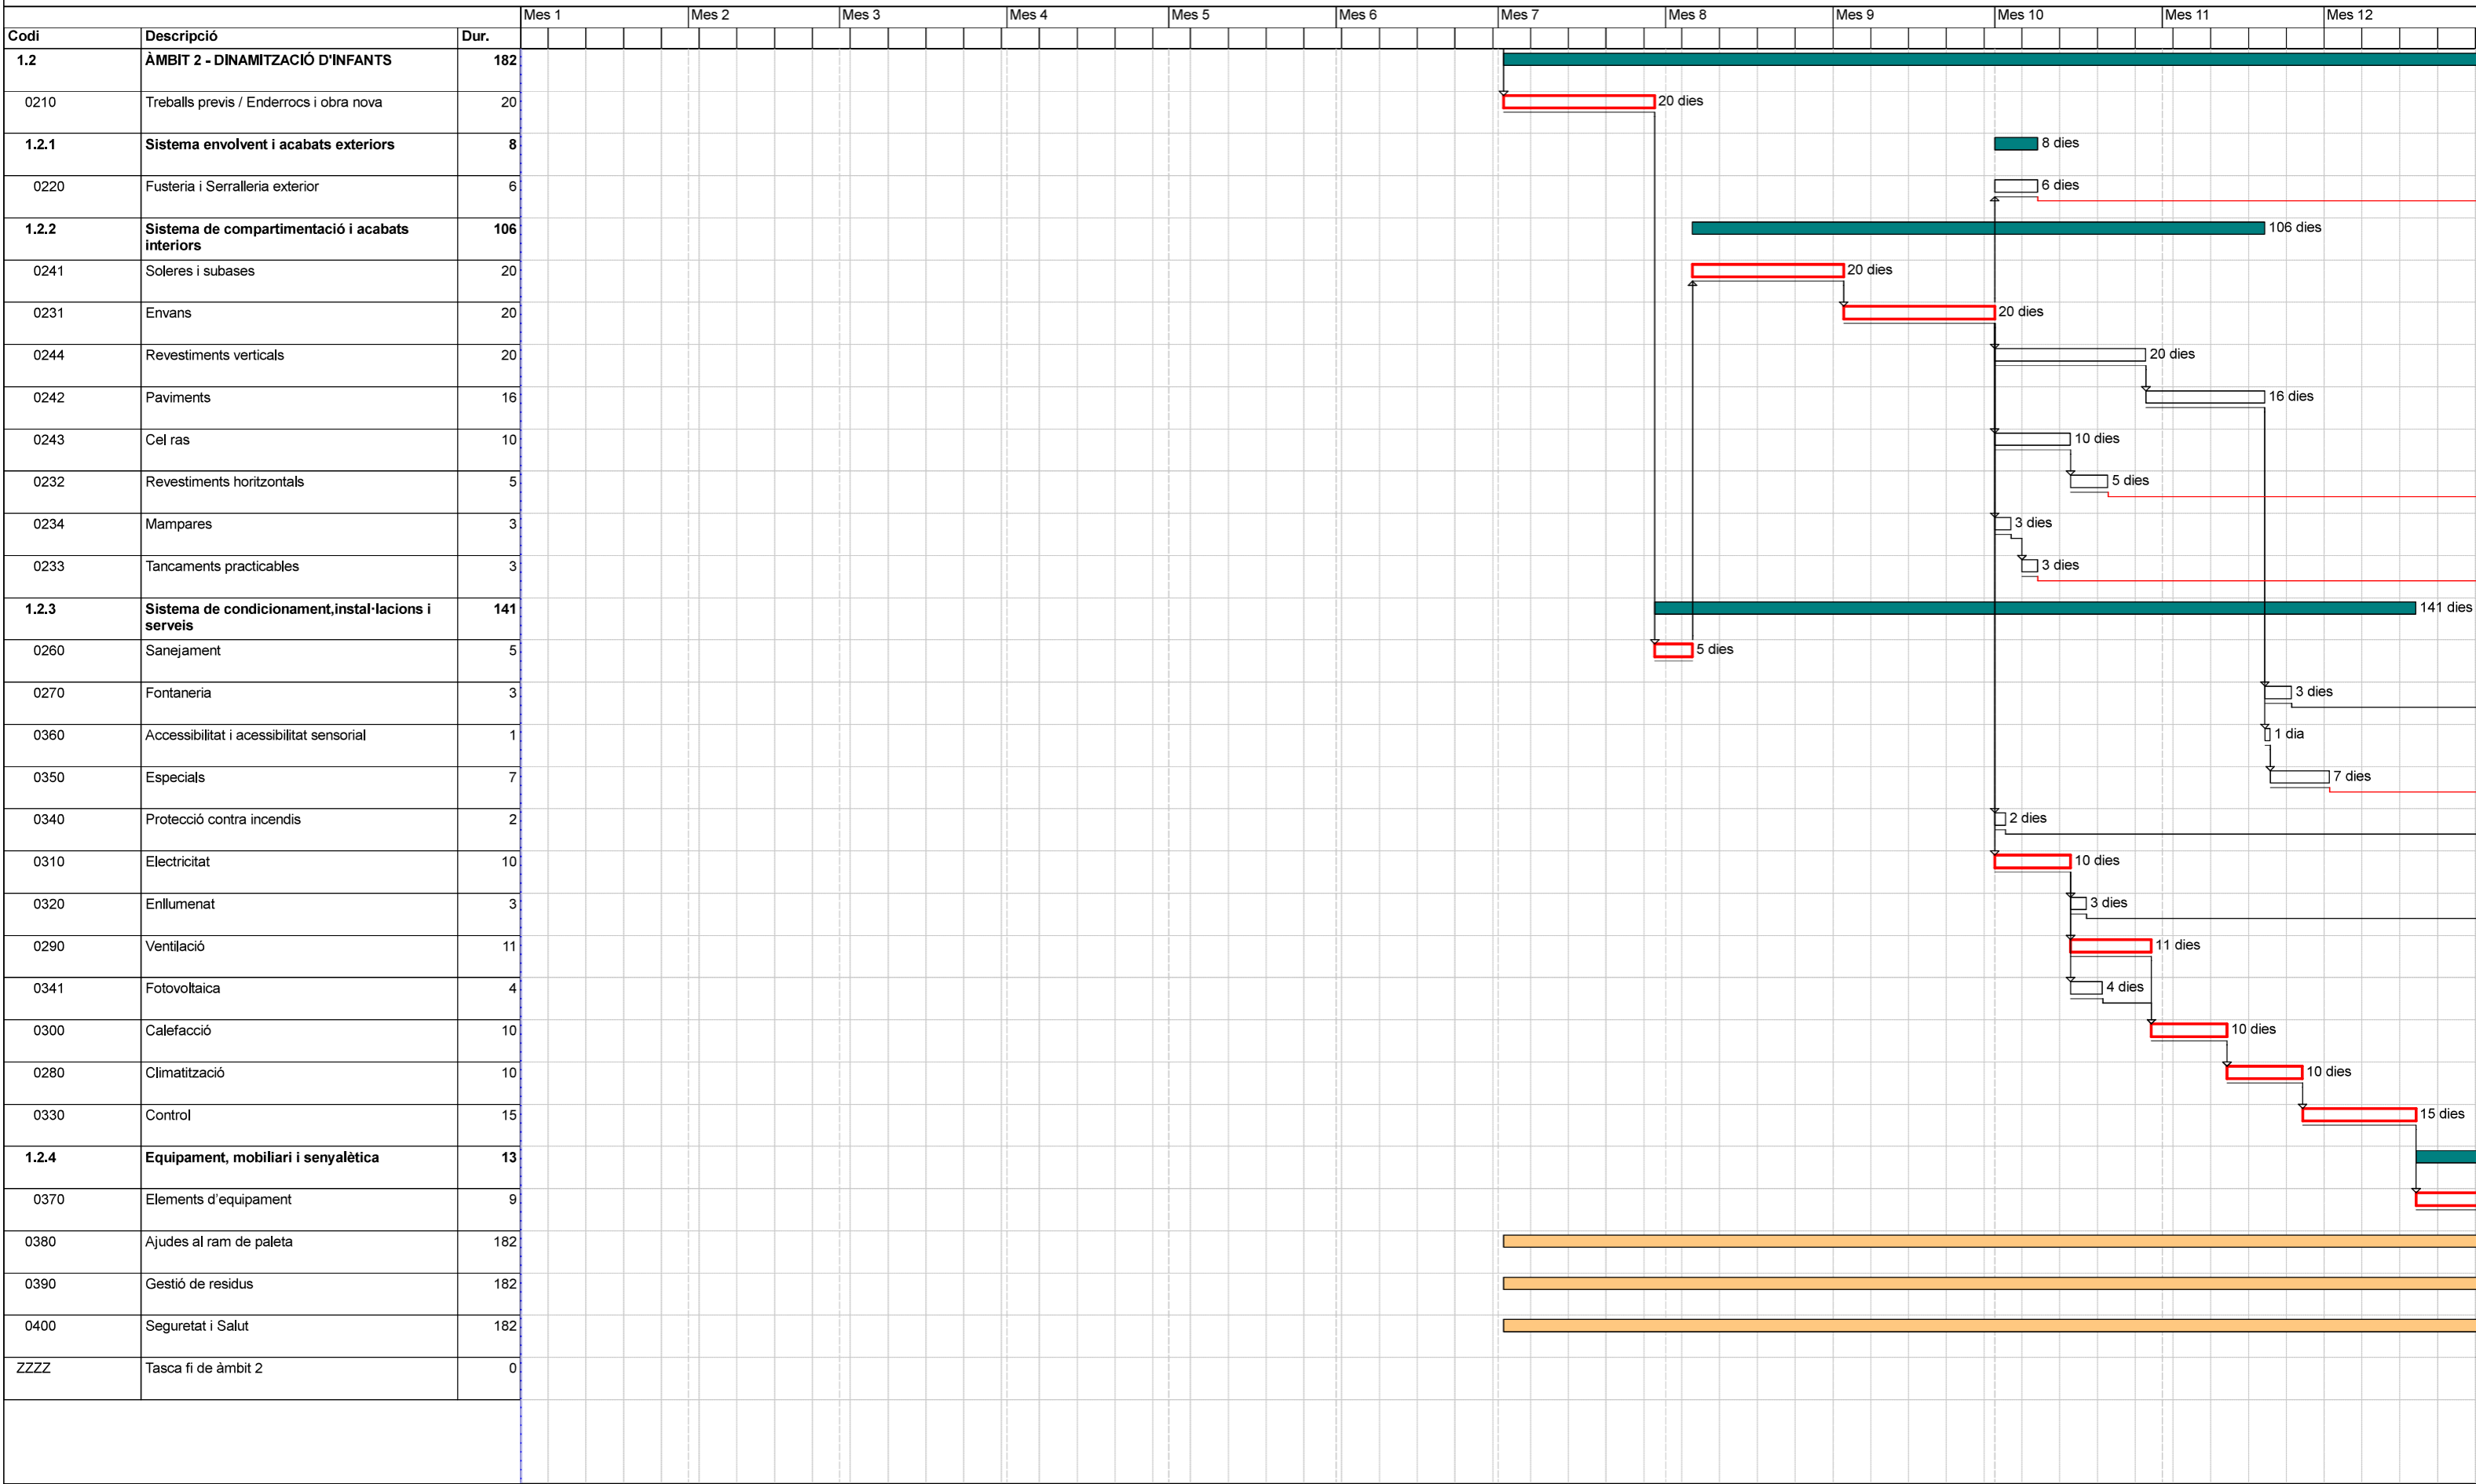 Mes 1 Mes 2 Mes 3 Mes 4 Mes 5 Mes 6 Mes 7 Mes 8 Mes 9 Mes 10 Mes 11 Mes 12
Codi Descripció Dur.
1.2 ÀMBIT 2 - DINAMITZACIÓ D'INFANTS 182
0210 Treballs previs / Enderrocs i obra nova 20 20 dies
1.2.1 Sistema envolvent i acabats exteriors 8 8 dies
0220 Fusteria i Serralleria exterior 6 6 dies
1.2.2 Sistema de compartimentació i acabats 106 106 dies
interiors
0241 Soleres i subases 20 20 dies
0231 Envans 20 20 dies
0244 Revestiments verticals 20 20 dies
0242 Paviments 16 16 dies
0243 Cel ras 10 10 dies
0232 Revestiments horitzontals 5 5 dies
0234 Mampares 3 3 dies
0233 Tancaments practicables 3 3 dies
1.2.3 Sistema de condicionament,instal·lacions i 141 141 dies
serveis
0260 Sanejament 5 5 dies
0270 Fontaneria 3 3 dies
0360 Accessibilitat i acessibilitat sensorial 1 1 dia
0350 Especials 7 7 dies
0340 Protecció contra incendis 2 2 dies
0310 Electricitat 10 10 dies
0320 Enllumenat 3 3 dies
0290 Ventilació 11 11 dies
0341 Fotovoltaica 4 4 dies
0300 Calefacció 10 10 dies
0280 Climatització 10 10 dies
0330 Control 15 15 dies
1.2.4 Equipament, mobiliari i senyalètica 13
0370 Elements d'equipament 9
0380 Ajudes al ram de paleta 182
0390 Gestió de residus 182
0400 Seguretat i Salut 182
ZZZZ Tasca fi de àmbit 2 0